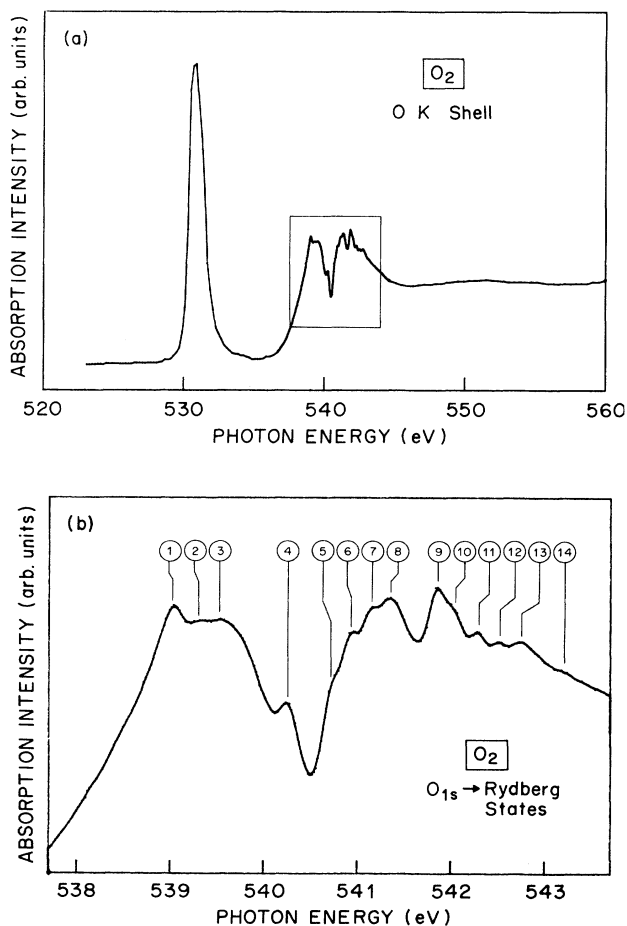 (a)
O₂
O K Shell
ABSORPTION INTENSITY (arb. units)
520 530 540 550 560
PHOTON ENERGY (eV)
(b)
1 2 3 4 5 6 7 8 9 10 11 12 13 14
O₂
O₁ₛ→Rydberg
States
ABSORPTION INTENSITY (arb. units)
538 539 540 541 542 543
PHOTON ENERGY (eV)